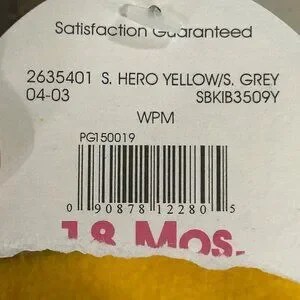 Satisfaction Guaranteed
2635401 S. HERO YELLOW/S. GREY
04-03 SBKIB3509Y
WPM
PG150019
0 90878 12280 5
18 Mos.